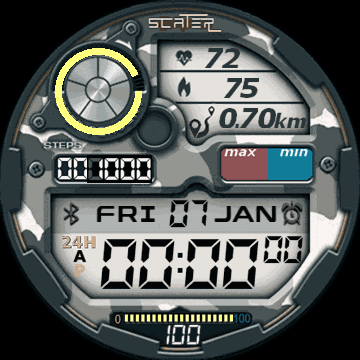 SCATER
72
75
0.70km
STEPS
001000
max min
FRI 07 JAN
24H
A
P
00:00 00
0 100
100